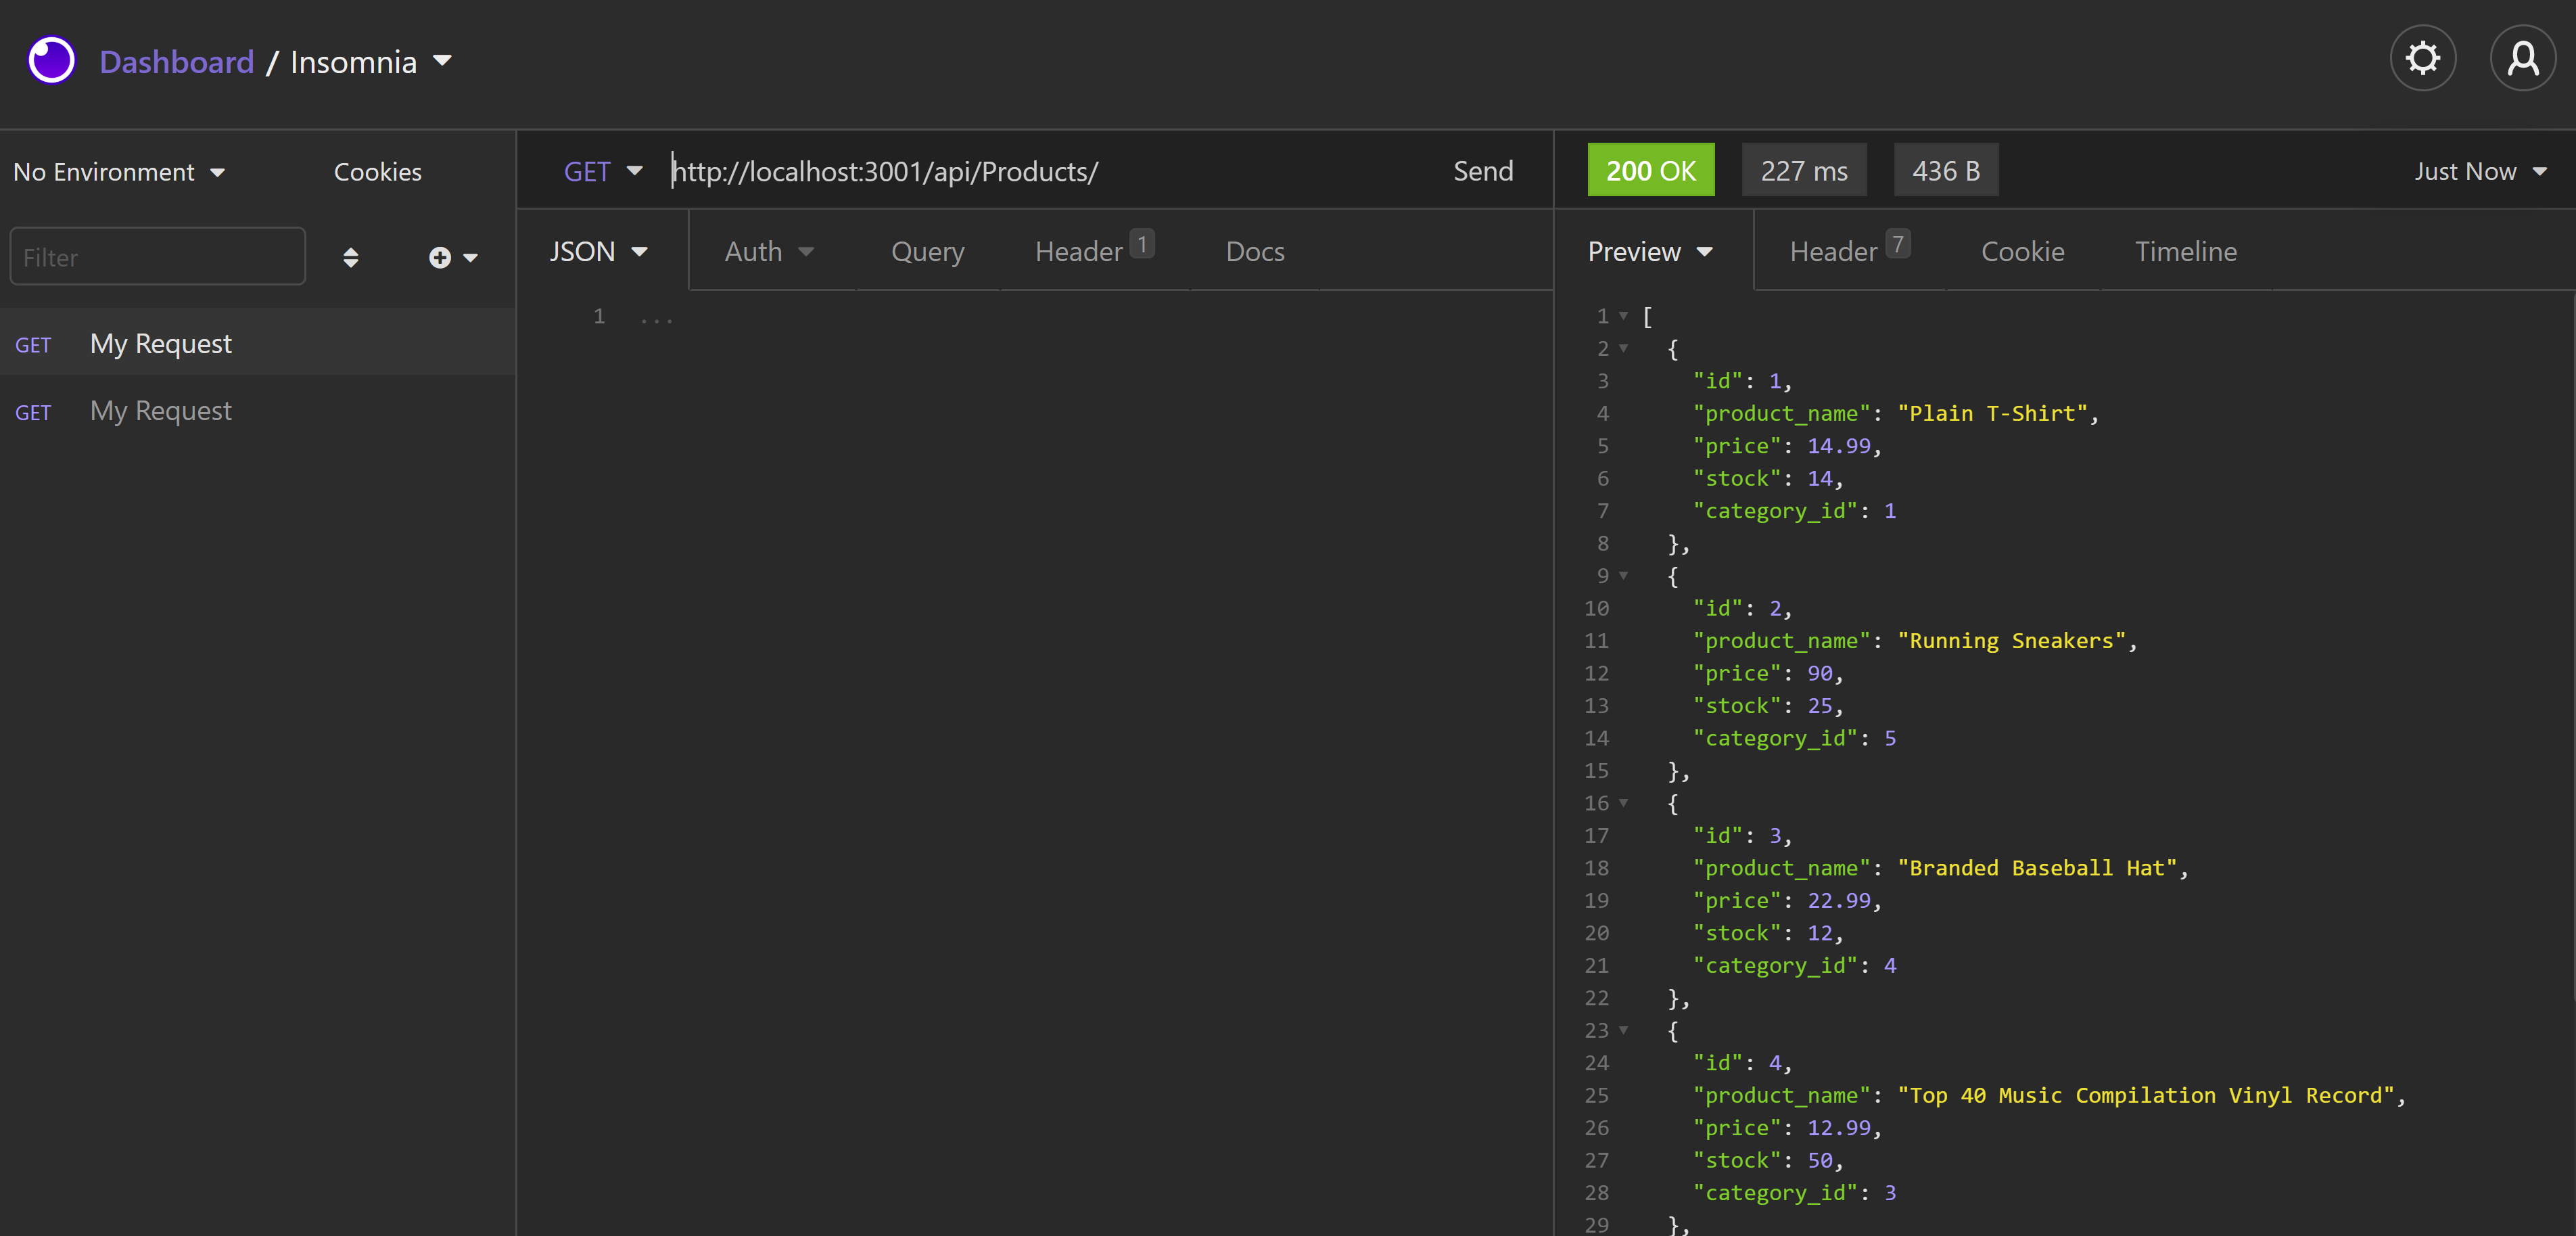 Dashboard / Insomnia
No Environment
Cookies
Filter
GET My Request
GET My Request
GET http://localhost:3001/api/Products/ Send
JSON Auth Query Header 1 Docs
1 ...
200 OK 227 ms 436 B Just Now
Preview Header 7 Cookie Timeline
1 [
2 {
3 "id": 1,
4 "product_name": "Plain T-Shirt",
5 "price": 14.99,
6 "stock": 14,
7 "category_id": 1
8 },
9 {
10 "id": 2,
11 "product_name": "Running Sneakers",
12 "price": 90,
13 "stock": 25,
14 "category_id": 5
15 },
16 {
17 "id": 3,
18 "product_name": "Branded Baseball Hat",
19 "price": 22.99,
20 "stock": 12,
21 "category_id": 4
22 },
23 {
24 "id": 4,
25 "product_name": "Top 40 Music Compilation Vinyl Record",
26 "price": 12.99,
27 "stock": 50,
28 "category_id": 3
29 },